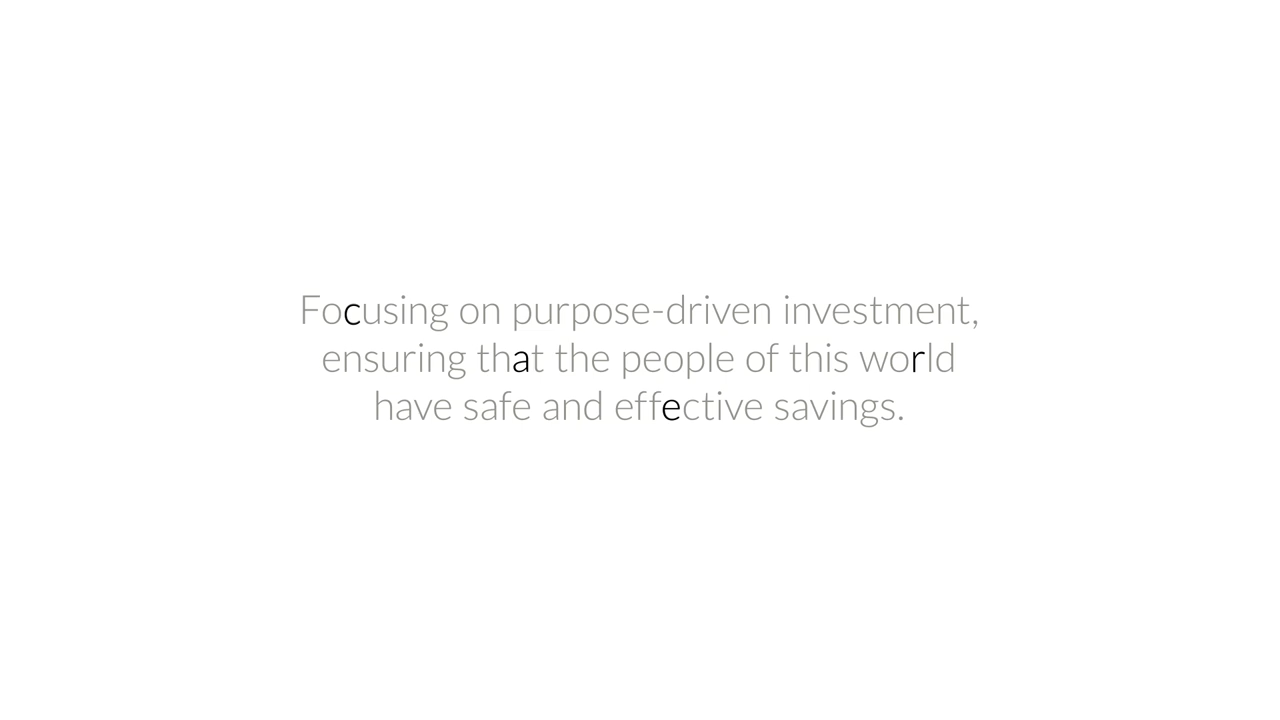 Focusing on purpose-driven investment,
ensuring that the people of this world
have safe and effective savings.